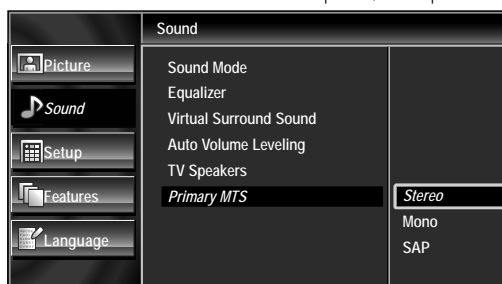 Sound
Picture
Sound
Setup
Features
Language
Sound Mode
Equalizer
Virtual Surround Sound
Auto Volume Leveling
TV Speakers
Primary MTS
Stereo
Mono
SAP